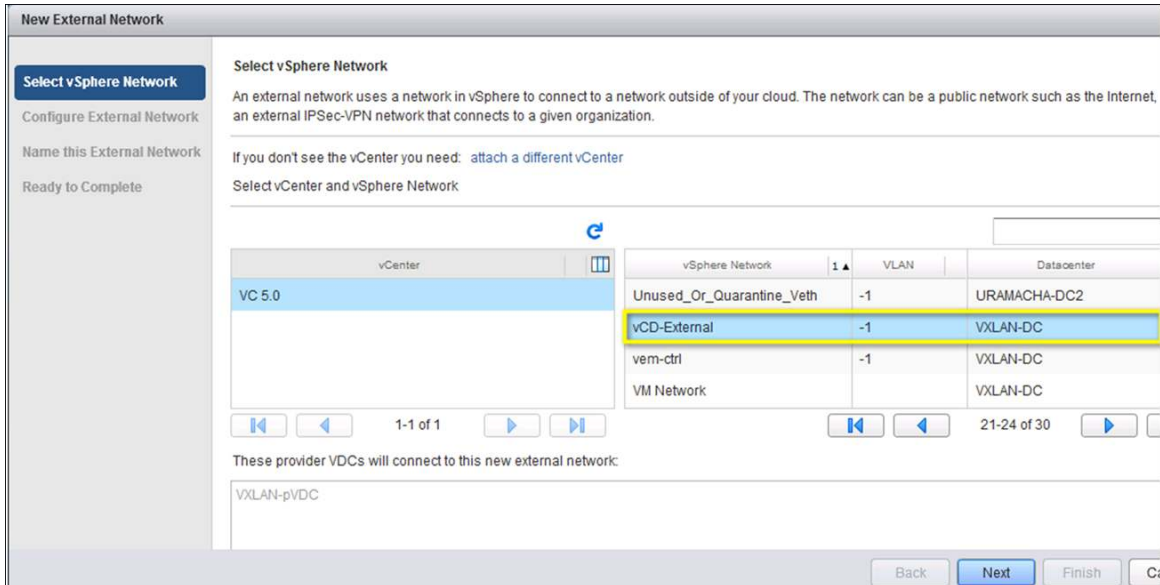 New External Network
Select vSphere Network
Configure External Network
Name this External Network
Ready to Complete
Select vSphere Network
An external network uses a network in vSphere to connect to a network outside of your cloud. The network can be a public network such as the Internet,
an external IPSec-VPN network that connects to a given organization.
If you don't see the vCenter you need: attach a different vCenter
Select vCenter and vSphere Network
vCenter
VC 5.0
1-1 of 1
vSphere Network 1 ▲ VLAN Datacenter
Unused_Or_Quarantine_Veth -1 URAMACHA-DC2
vCD-External -1 VXLAN-DC
vem-ctrl -1 VXLAN-DC
VM Network VXLAN-DC
21-24 of 30
These provider VDCs will connect to this new external network:
VXLAN-pVDC
Back Next Finish Ca